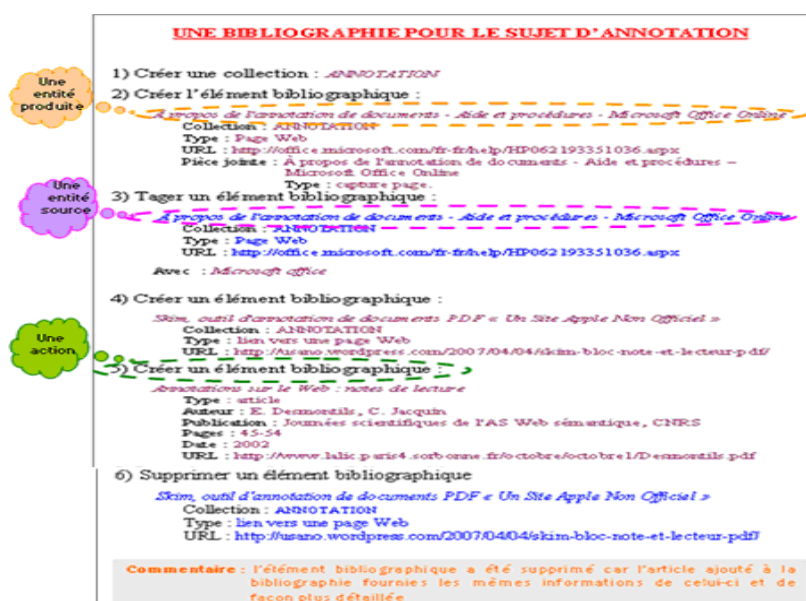 UNE BIBLIOGRAPHIE POUR LE SUJET D'ANNOTATION
1) Créer une collection : ANNOTATION
Une
entité
produite
2) Créer l'élément bibliographique :
A propos de l'annotation de documents - Aide et procédures - Microsoft Office Online
Collection : ANNOTATION
Type : Page Web
URL : http://office.microsoft.com/fr-fr/help/HP062193351036.aspx
Pièce jointe : À propos de l'annotation de documents - Aide et procédures –
Microsoft Office Online
Type : capture page.
Une
entité
source
3) Tager un élément bibliographique :
A propos de l'annotation de documents - Aide et procédures - Microsoft Office Online
Collection : ANNOTATION
Type : Page Web
URL : http://office.microsoft.com/fr-fr/help/HP062193351036.aspx
Avec : Microsoft office
4) Créer un élément bibliographique :
Skim, outil d'annotation de documents PDF « Un Site Apple Non Officiel »
Collection : ANNOTATION
Type : lien vers une page Web
URL : http://usano.wordpress.com/2007/04/04/skim-bloc-note-et-lecteur-pdf/
Une
action
5) Créer un élément bibliographique :
Annotations sur le Web : notes de lecture
Type : article
Auteur : E. Desmontils, C. Jacquin
Publication : Journées scientifiques de l'AS Web sémantique, CNRS
Pages : 45-54
Date : 2002
URL : http://www.lalic.paris4.sorbonne.fr/octobre/octobre1/Desmontils.pdf
6) Supprimer un élément bibliographique
Skim, outil d'annotation de documents PDF « Un Site Apple Non Officiel »
Collection : ANNOTATION
Type : lien vers une page Web
URL : http://usano.wordpress.com/2007/04/04/skim-bloc-note-et-lecteur-pdf/
Commentaire : l'élément bibliographique a été supprimé car l'article ajouté à la
bibliographie fournies les mêmes informations de celui-ci et de
façon plus détaillée